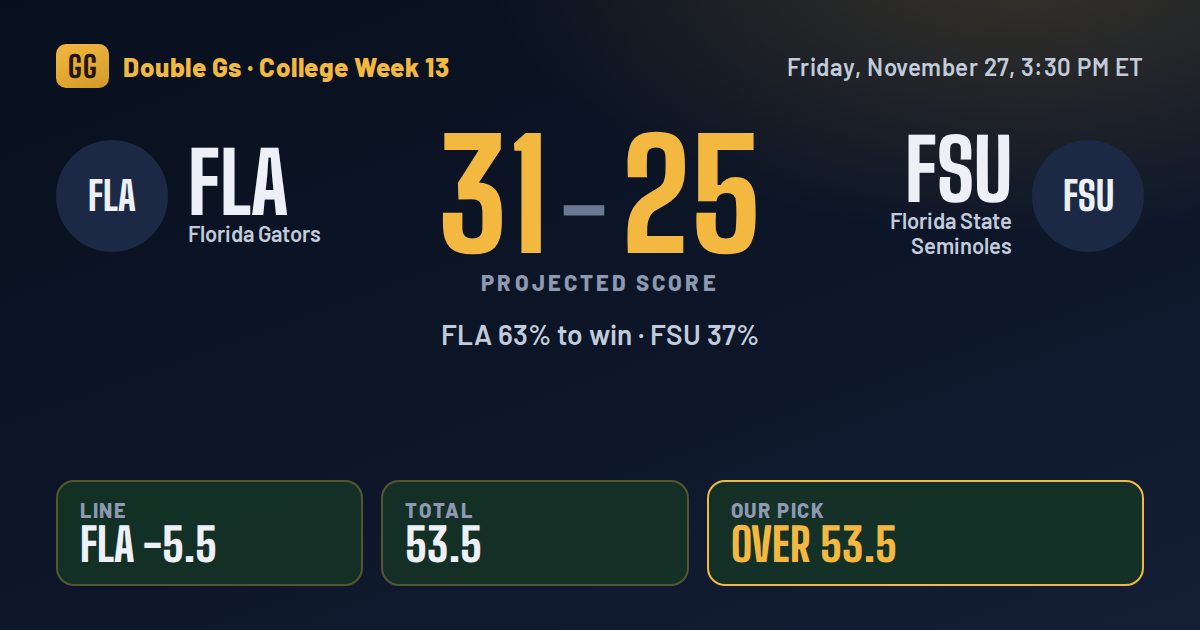 GG
Double Gs · College Week 13
Friday, November 27, 3:30 PM ET
FLA
FLA
Florida Gators
31 – 25
PROJECTED SCORE
FLA 63% to win · FSU 37%
FSU
Florida State
Seminoles
FSU
LINE
FLA −5.5
TOTAL
53.5
OUR PICK
OVER 53.5